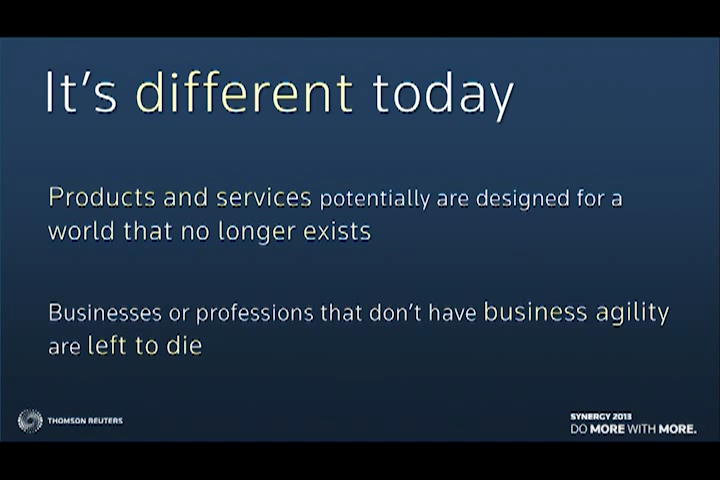 It's different today
Products and services potentially are designed for a
world that no longer exists
Businesses or professions that don't have business agility
are left to die
THOMSON REUTERS
SYNERGY 2013
DO MORE WITH MORE.